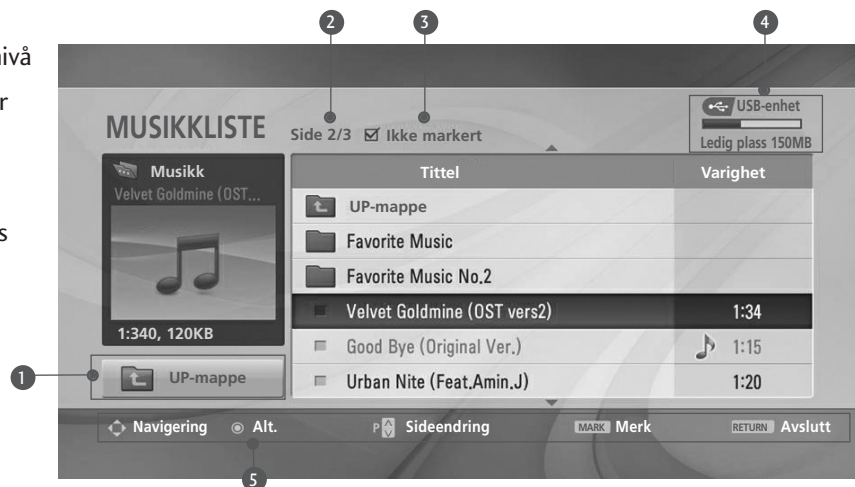 2 3 4
ivå
r
s
MUSIKKLISTE
Side 2/3 Ikke markert
USB-enhet
Ledig plass 150MB
Musikk
Velvet Goldmine (OST...
1:340, 120KB
1 UP-mappe
Tittel Varighet
UP-mappe
Favorite Music
Favorite Music No.2
Velvet Goldmine (OST vers2) 1:34
Good Bye (Original Ver.) 1:15
Urban Nite (Feat.Amin.J) 1:20
Navigering Alt. P Sideendring MARK Merk RETURN Avslutt
5